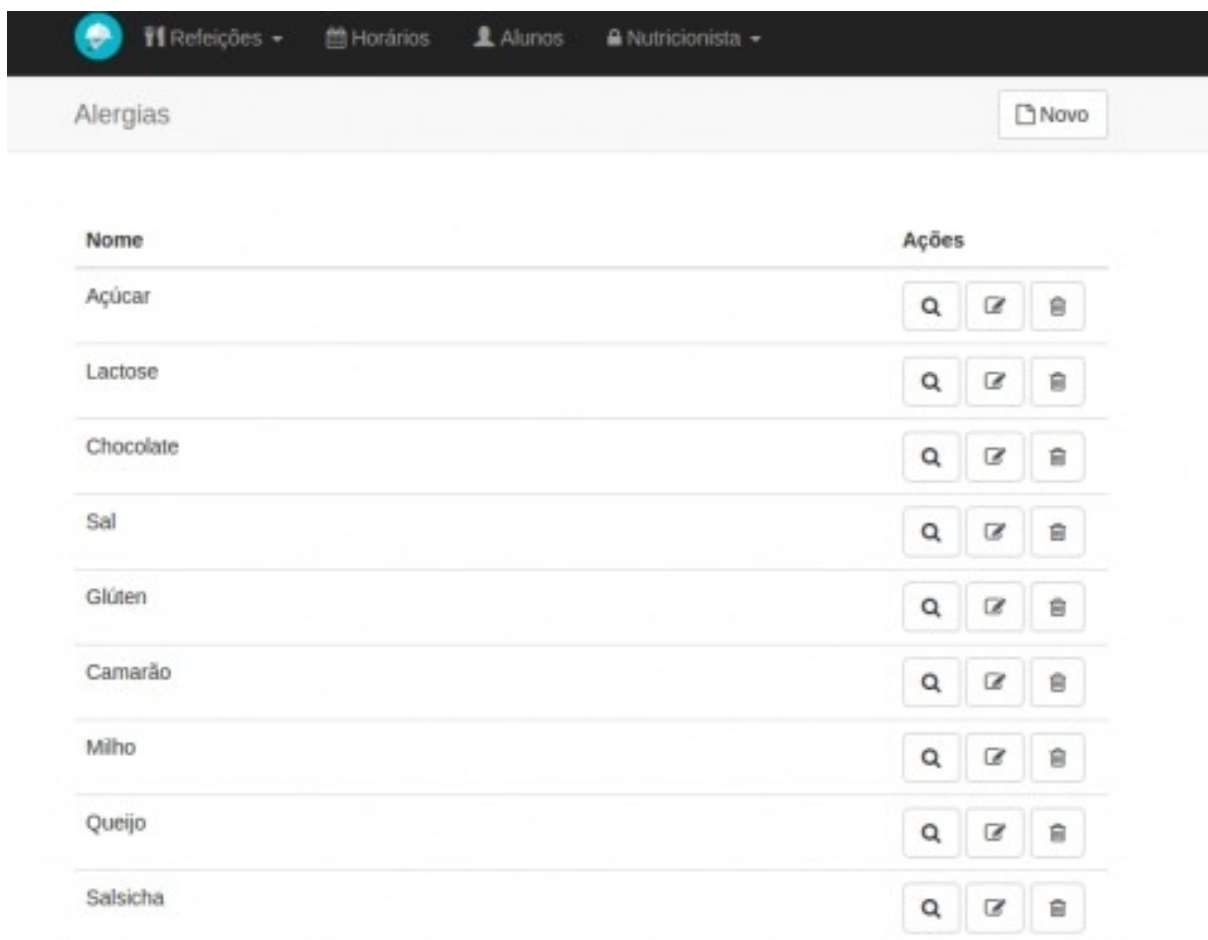 Refeições Horários Alunos Nutricionista
Alergias Novo
Nome Ações
Açúcar
Lactose
Chocolate
Sal
Glúten
Camarão
Milho
Queijo
Salsicha